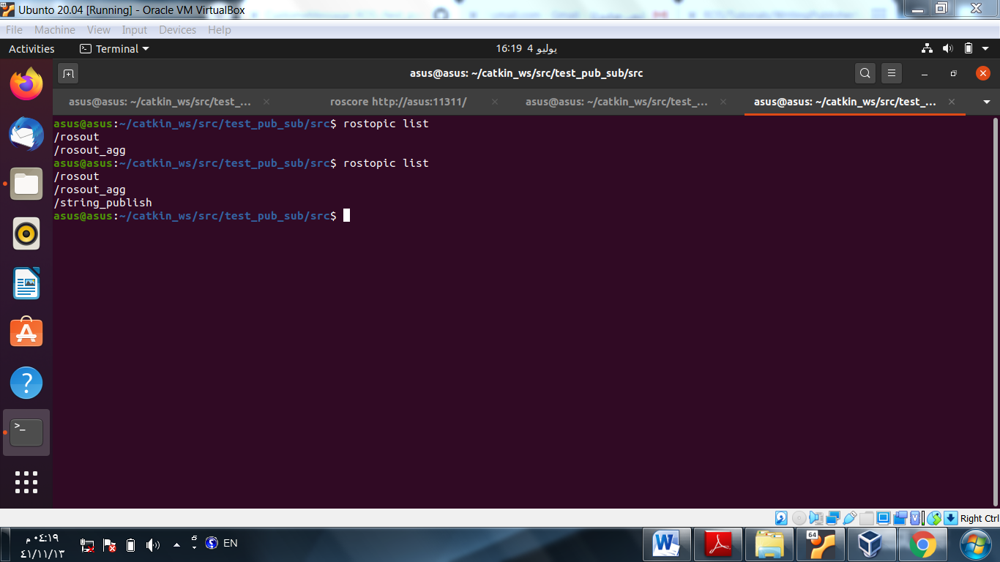 Ubunto 20.04 [Running] - Oracle VM VirtualBox
File Machine View Input Devices Help
Activities Terminal 16:19 4 يوليو
asus@asus: ~/catkin_ws/src/test_pub_sub/src
asus@asus: ~/catkin_ws/src/test_... roscore http://asus:11311/ asus@asus: ~/catkin_ws/src/test_... asus@asus: ~/catkin_ws/src/test_...
asus@asus:~/catkin_ws/src/test_pub_sub/src$ rostopic list
/rosout
/rosout_agg
asus@asus:~/catkin_ws/src/test_pub_sub/src$ rostopic list
/rosout
/rosout_agg
/string_publish
asus@asus:~/catkin_ws/src/test_pub_sub/src$
>_
Right Ctrl
٠٤:١٩ م
٤١/١١/١٣
EN
64